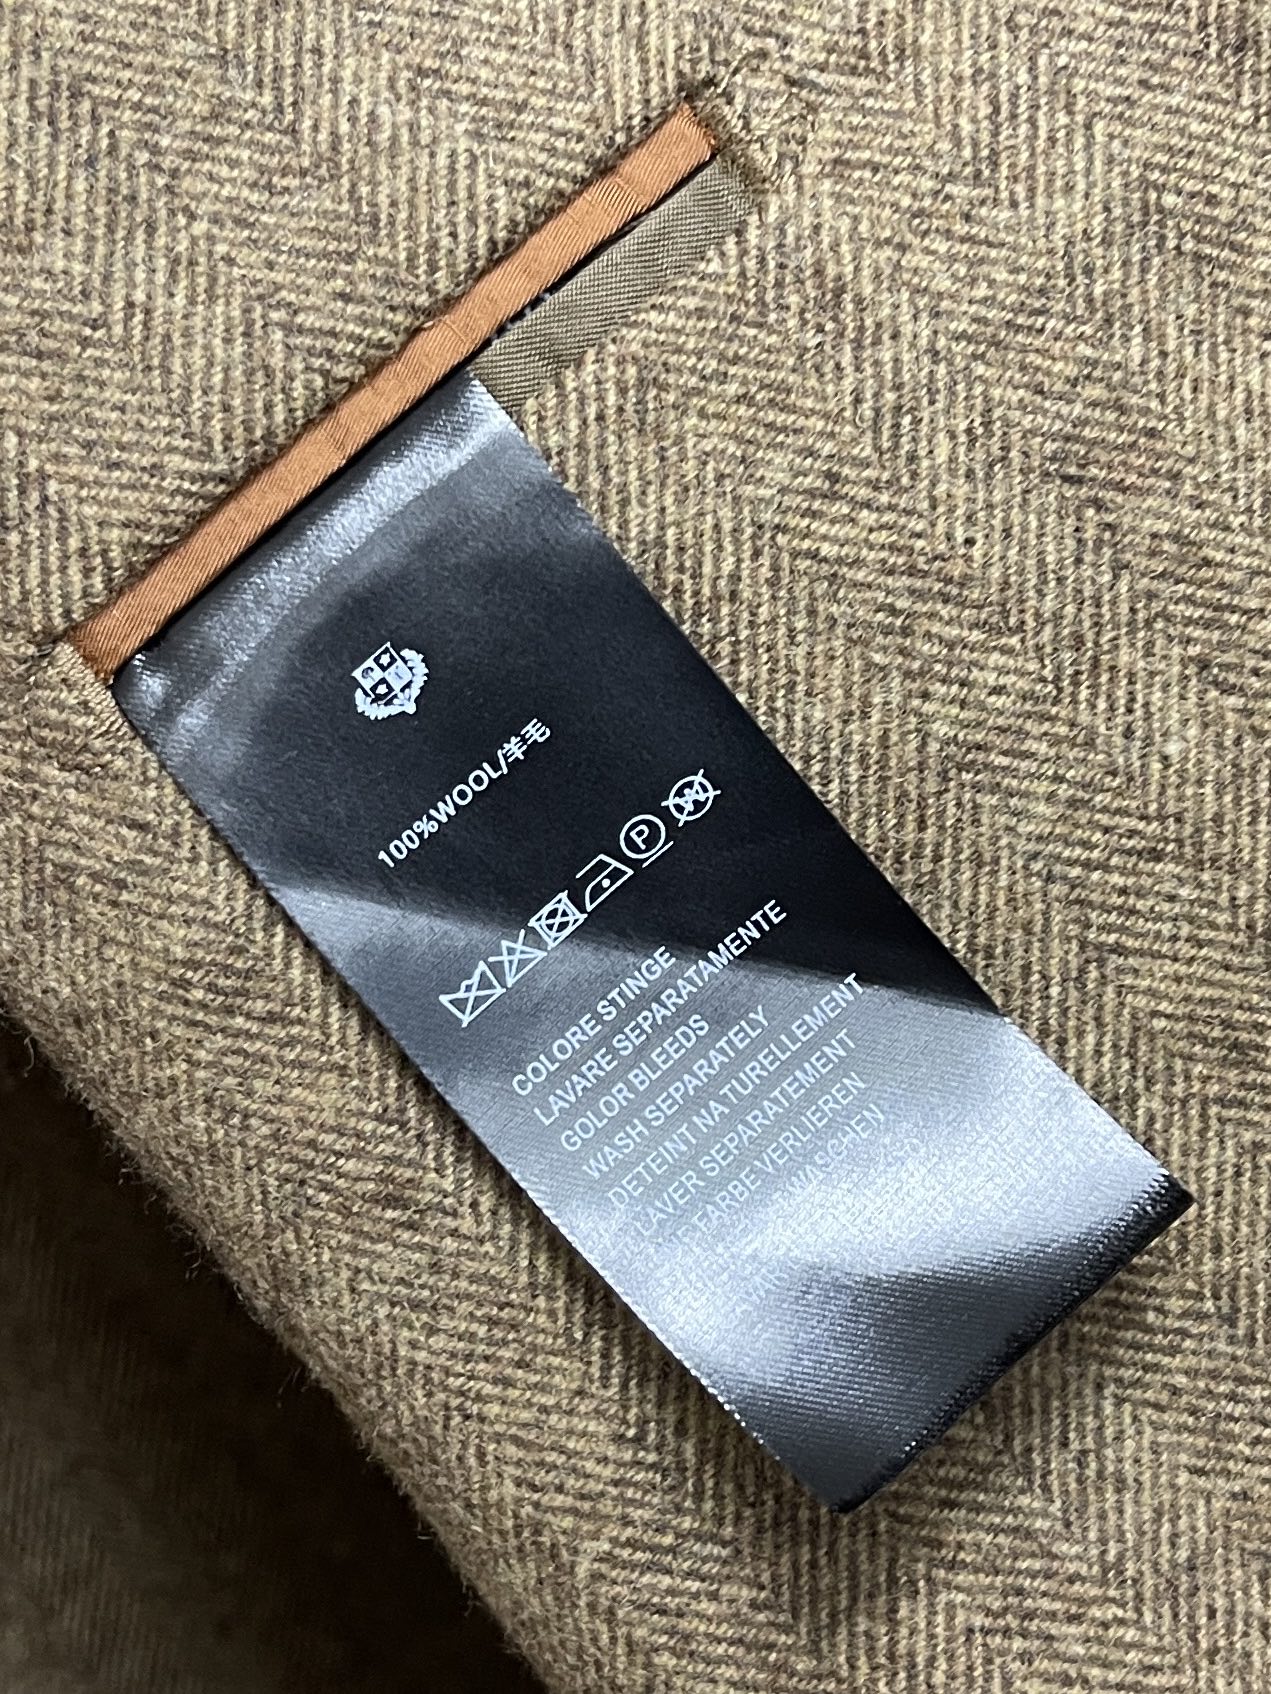 100%WOOL/羊毛
P W
COLORE STINGE
LAVARE SEPARATAMENTE
GOLOR BLEEDS
WASH SEPARATELY
DETEINT NATURELLEMENT
LAVER SEPARATEMENT
FARBE VERLIEREN